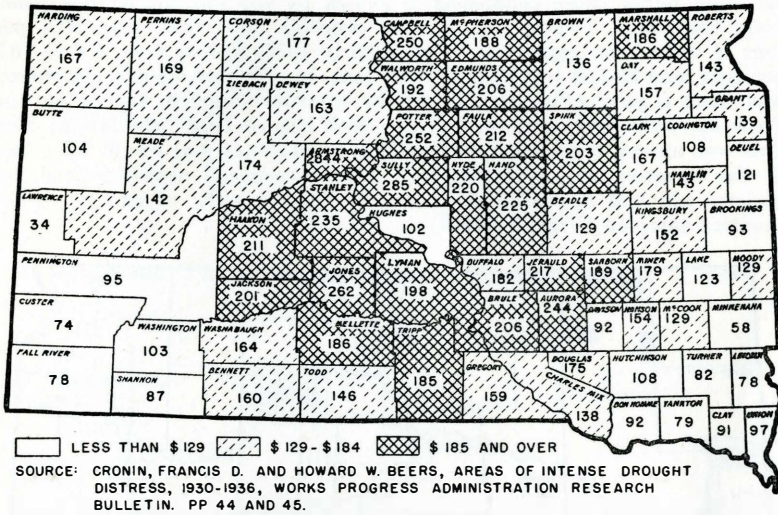 HARDING
167
PERKINS
169
CORSON
177
CAMPBELL
250
McPHERSON
188
BROWN
136
MARSHALL
186
ROBERTS
143
WALWORTH
192
EDMUNDS
206
DAY
157
GRANT
139
ZIEBACH
174
DEWEY
163
BUTTE
104
MEADE
142
POTTER
252
FAULK
212
SPINK
203
CLARK
167
CODINGTON
108
DEUEL
121
HAMLIN
143
ARMSTRONG
2844
SULLY
285
HYDE
220
HAND
225
STANLEY
235
HAAKON
211
HUGHES
102
BEADLE
129
KINGSBURY
152
BROOKINGS
93
LAWRENCE
34
PENNINGTON
95
JACKSON
201
JONES
262
LYMAN
198
BUFFALO
182
JERAULD
217
SANBORN
189
MINER
179
LAKE
123
MOODY
129
CUSTER
74
WASHINGTON
103
WASHABAUGH
164
MELLETTE
186
TRIPP
185
BRULE
206
AURORA
244
DAVISON
92
HANSON
154
McCOOK
129
MINNEHAHA
58
FALL RIVER
78
SHANNON
87
BENNETT
160
TODD
146
GREGORY
159
DOUGLAS
175
CHARLES MIX
138
HUTCHINSON
108
TURNER
82
LINCOLN
78
BON HOMME
92
YANKTON
79
CLAY
91
UNION
97
LESS THAN $129 $129-$184 $185 AND OVER
SOURCE: CRONIN, FRANCIS D. AND HOWARD W. BEERS, AREAS OF INTENSE DROUGHT
DISTRESS, 1930-1936, WORKS PROGRESS ADMINISTRATION RESEARCH
BULLETIN. PP 44 AND 45.